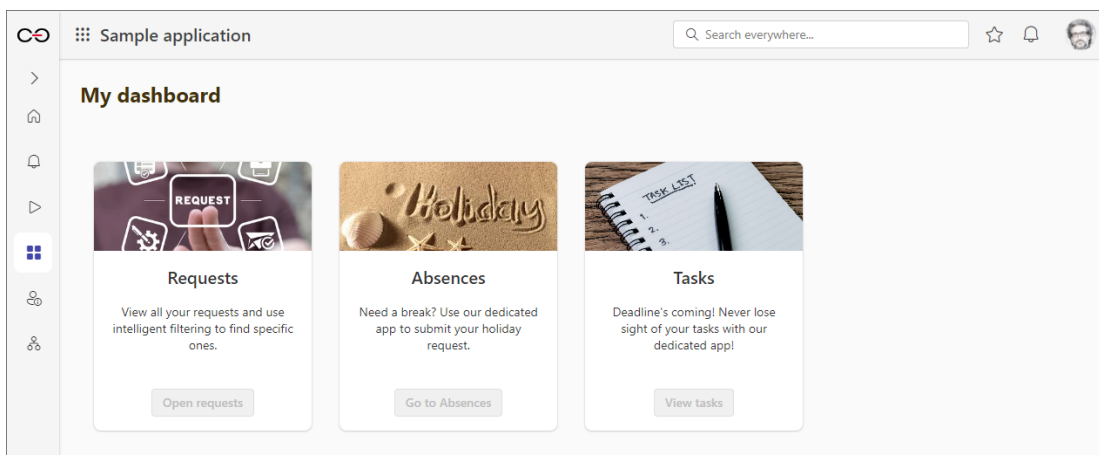 Sample application
Search everywhere...
My dashboard
REQUEST
Holiday
TASK LIST
1.
2.
3.
Requests
Absences
Tasks
View all your requests and use
intelligent filtering to find specific
ones.
Need a break? Use our dedicated
app to submit your holiday
request.
Deadline's coming! Never lose
sight of your tasks with our
dedicated app!
Open requests
Go to Absences
View tasks